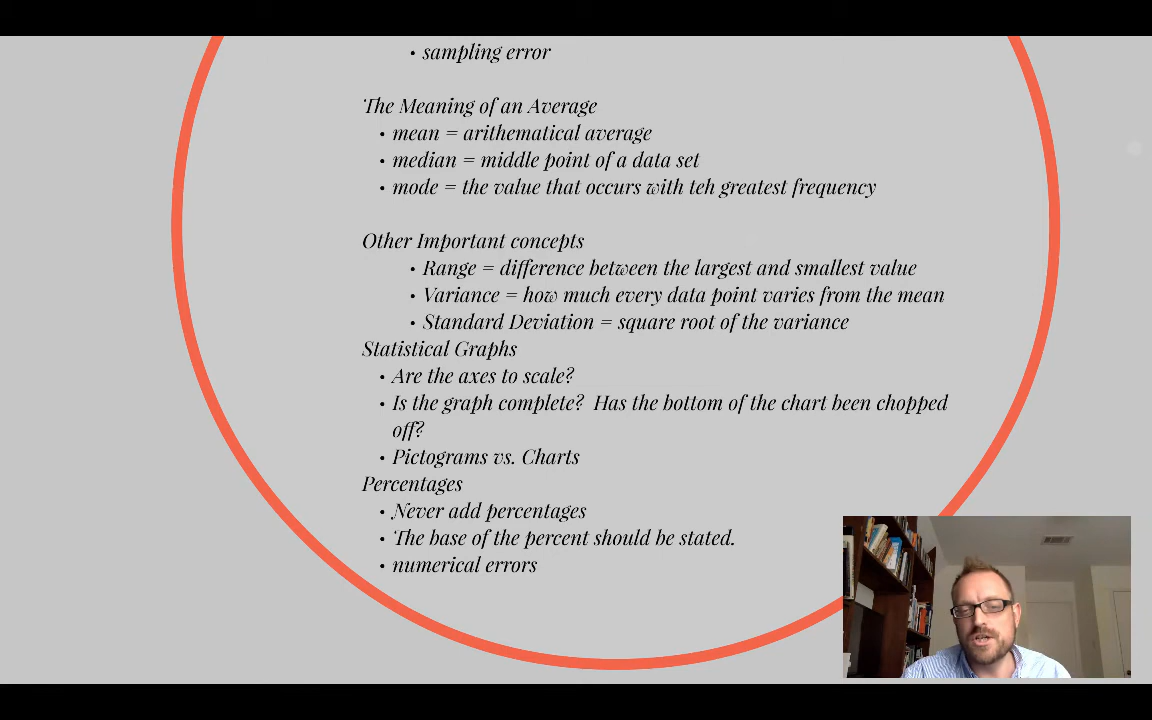 • sampling error
The Meaning of an Average
• mean = arithematical average
• median = middle point of a data set
• mode = the value that occurs with teh greatest frequency
Other Important concepts
• Range = difference between the largest and smallest value
• Variance = how much every data point varies from the mean
• Standard Deviation = square root of the variance
Statistical Graphs
• Are the axes to scale?
• Is the graph complete?  Has the bottom of the chart been chopped
off?
• Pictograms vs. Charts
Percentages
• Never add percentages
• The base of the percent should be stated.
• numerical errors